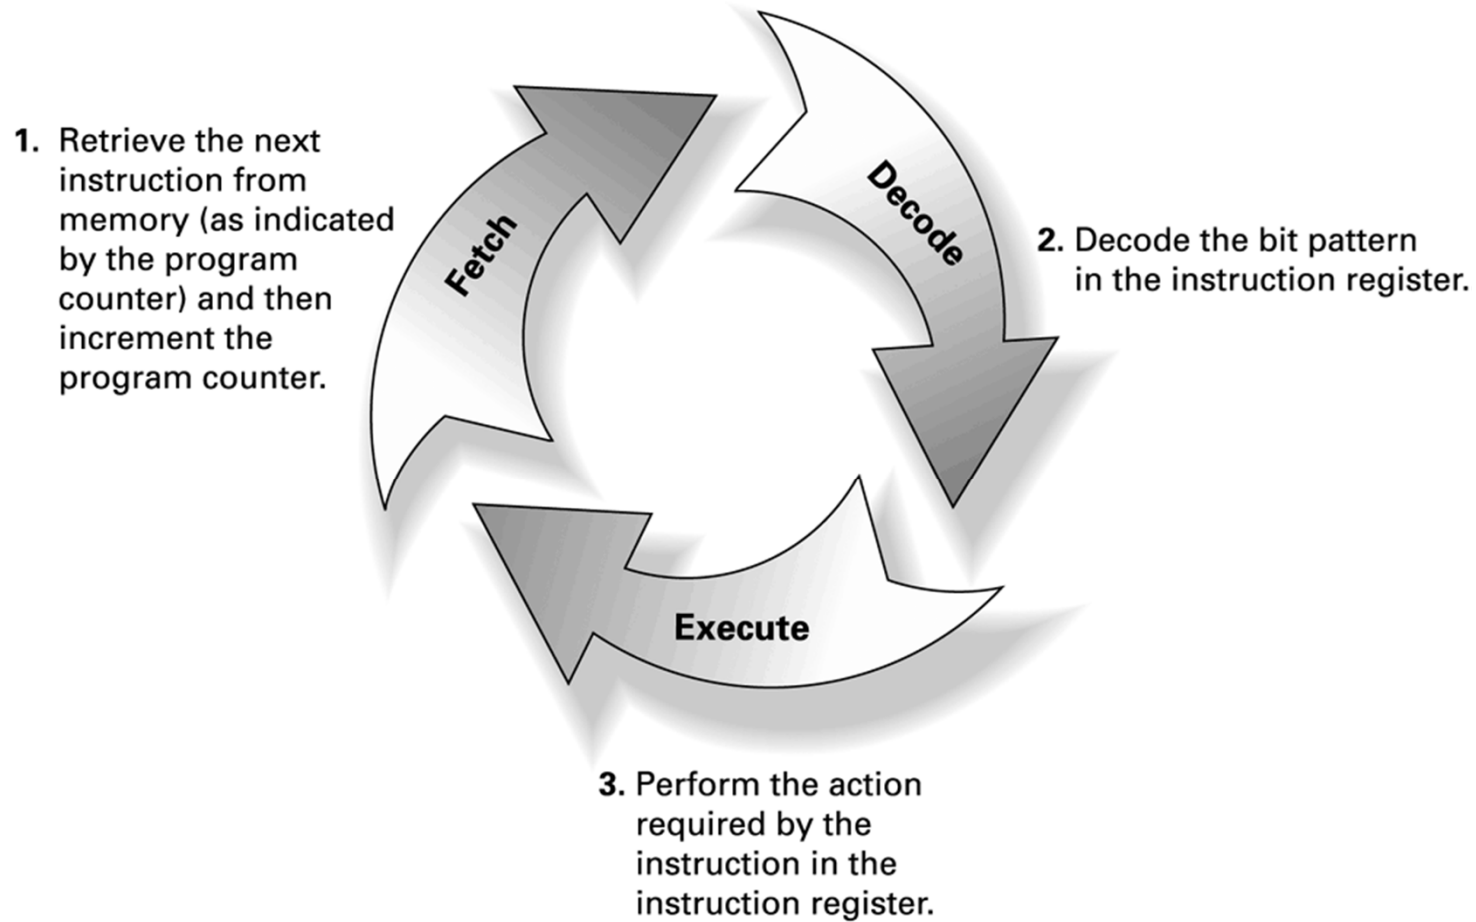 1. Retrieve the next
instruction from
memory (as indicated
by the program
counter) and then
increment the
program counter.
Fetch
Decode
2. Decode the bit pattern
in the instruction register.
Execute
3. Perform the action
required by the
instruction in the
instruction register.